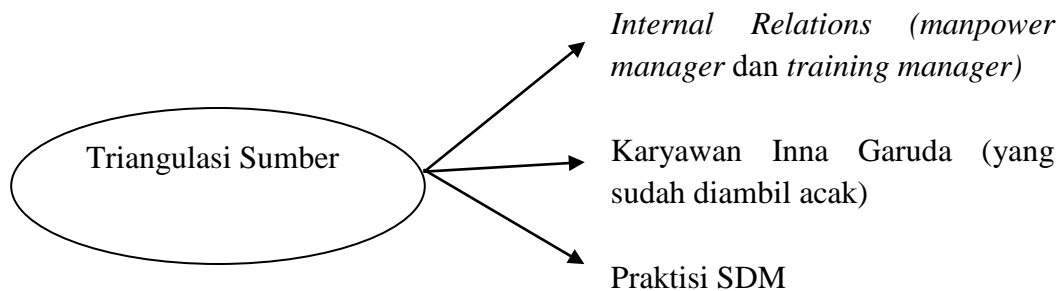 Internal Relations (manpower
manager dan training manager)
Triangulasi Sumber
Karyawan Inna Garuda (yang
sudah diambil acak)
Praktisi SDM